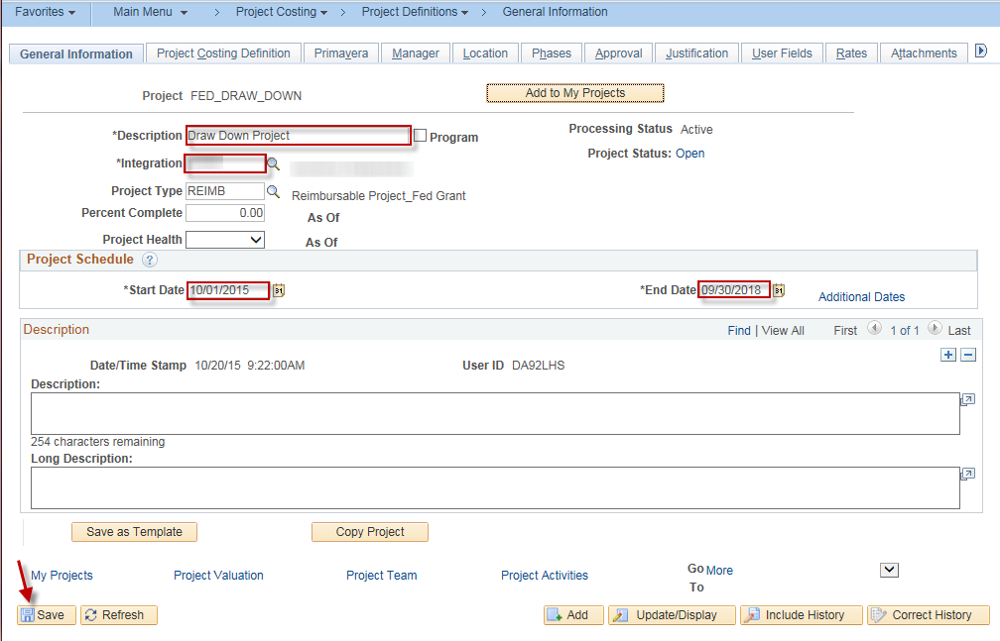 Favorites Main Menu > Project Costing > Project Definitions > General Information
General Information Project Costing Definition Primavera Manager Location Phases Approval Justification User Fields Rates Attachments
Project FED_DRAW_DOWN Add to My Projects
*Description Draw Down Project Program Processing Status Active
*Integration Project Status: Open
Project Type REIMB Reimbursable Project_Fed Grant
Percent Complete 0.00 As Of
Project Health As Of
Project Schedule ?
*Start Date 10/01/2015 31 *End Date 09/30/2018 31 Additional Dates
Description Find | View All First 1 of 1 Last
Date/Time Stamp 10/20/15 9:22:00AM User ID DA92LHS
Description:
254 characters remaining
Long Description:
Save as Template Copy Project
My Projects Project Valuation Project Team Project Activities Go To More
Save Refresh Add Update/Display Include History Correct History